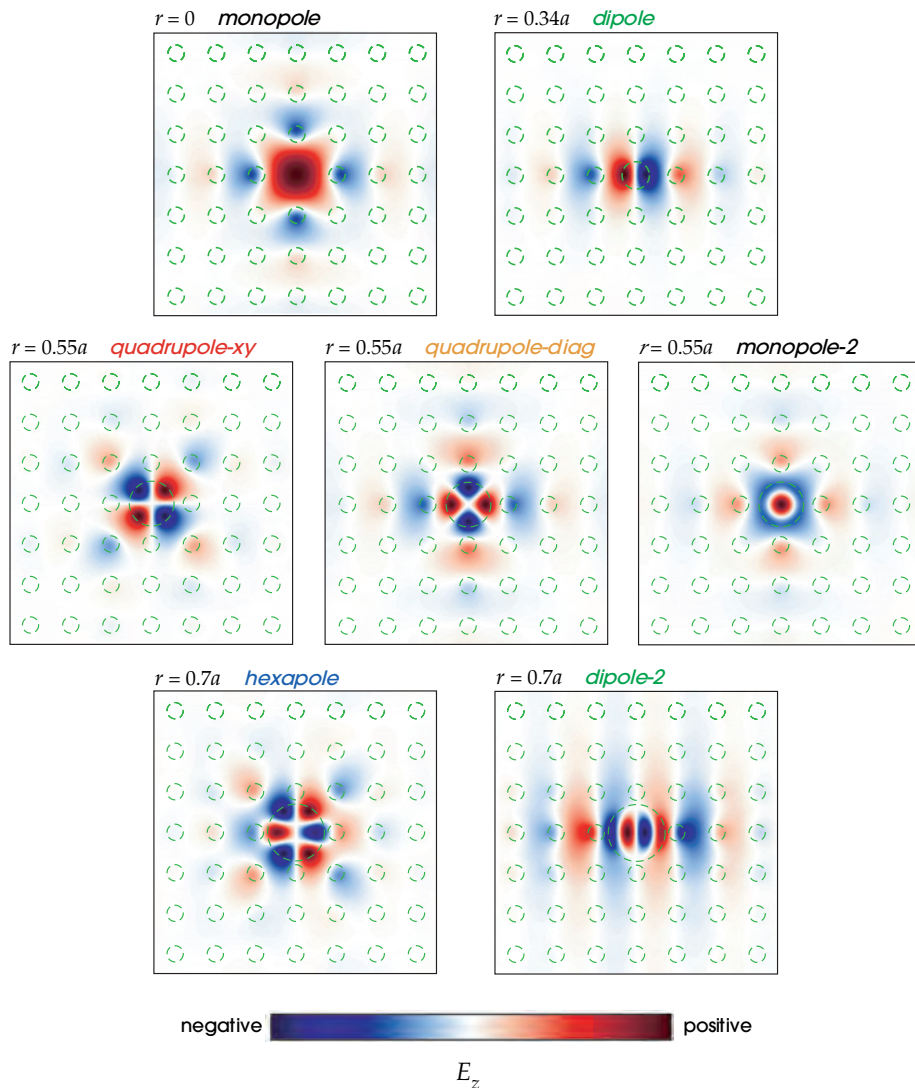 r = 0 monopole
r = 0.34a dipole
r = 0.55a quadrupole-xy
r = 0.55a quadrupole-diag
r = 0.55a monopole-2
r = 0.7a hexapole
r = 0.7a dipole-2
negative positive
E_z